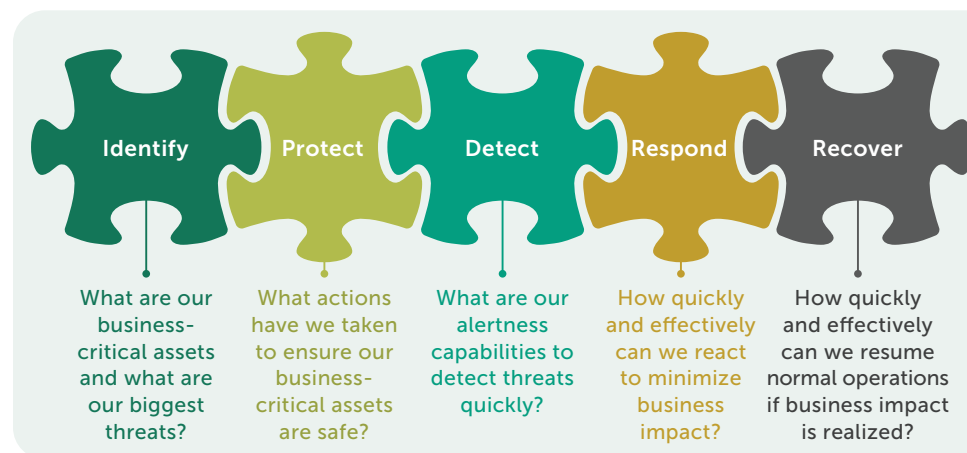 Identify
Protect
Detect
Respond
Recover
What are our
business-
critical assets
and what are
our biggest
threats?
What actions
have we taken
to ensure our
business-
critical assets
are safe?
What are our
alertness
capabilities to
detect threats
quickly?
How quickly
and effectively
can we react
to minimize
business
impact?
How quickly
and effectively
can we resume
normal operations
if business impact
is realized?